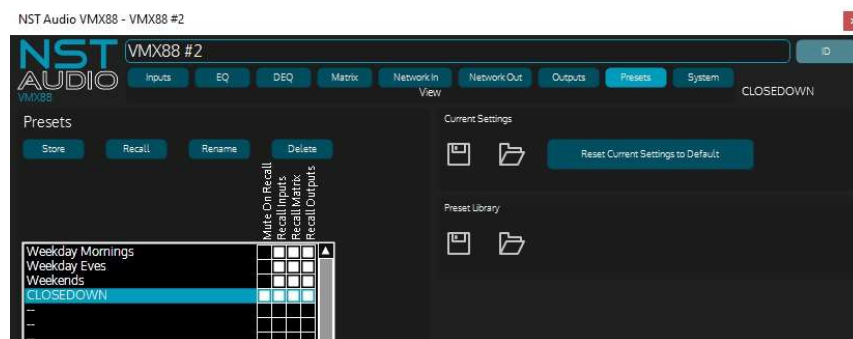 NST Audio VMX88 - VMX88 #2
NST
AUDIO
VMX88
VMX88 #2
ID
Inputs EQ DEQ Matrix Network In Network Out Outputs Presets System
View
CLOSEDOWN
Presets
Store Recall Rename Delete
Mute On Recall
Recall Inputs
Recall Matrix
Recall Outputs
Weekday Mornings
Weekday Eves
Weekends
CLOSEDOWN
--
--
--
Current Settings
Reset Current Settings to Default
Preset Library